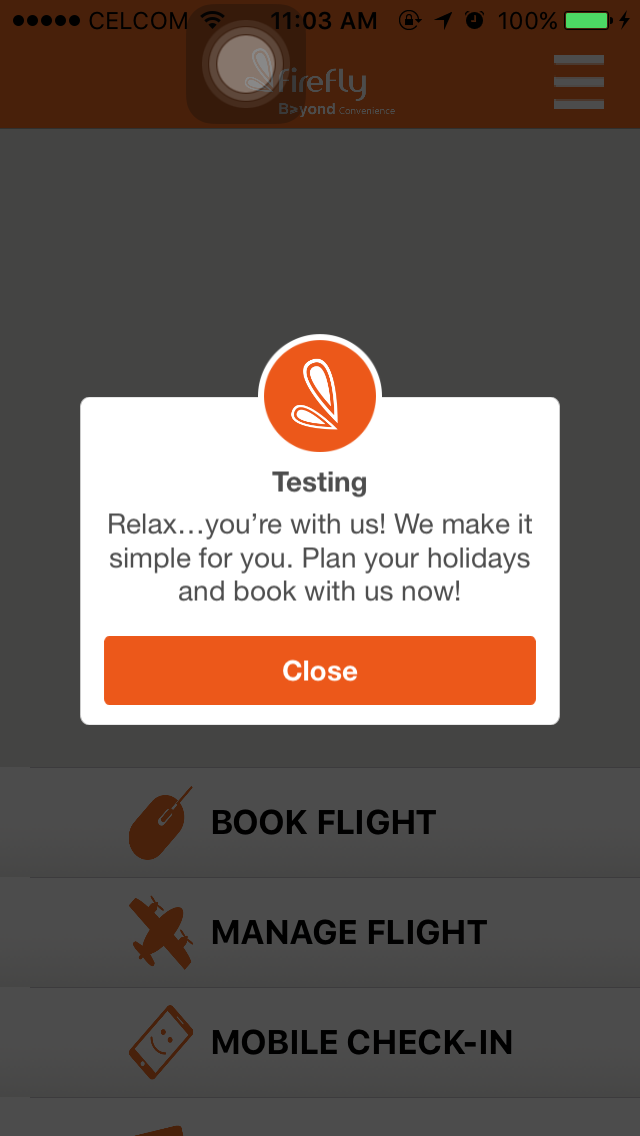 CELCOM 11:03 AM 100%
firefly
Beyond Convenience
Testing
Relax…you’re with us! We make it
simple for you. Plan your holidays
and book with us now!
Close
BOOK FLIGHT
MANAGE FLIGHT
MOBILE CHECK-IN